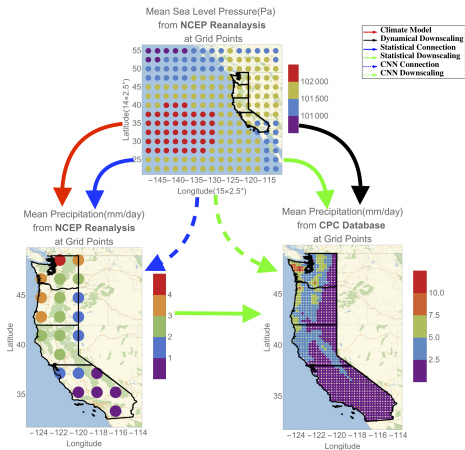 Mean Sea Level Pressure(Pa)
from NCEP Reanalaysis
at Grid Points
Climate Model
Dynamical Downscaling
Statistical Connection
Statistical Downscaling
CNN Connection
CNN Downscaling
55
50
45
40
35
30
25
Latitude(14×2.5°)
102000
101500
101000
−145−140−135−130−125−120−115
Longitude(15×2.5°)
Mean Precipitation(mm/day)
from NCEP Reanalysis
at Grid Points
45
40
35
Latitude
4
3
2
1
−124 −122 −120 −118 −116 −114
Longitude
Mean Precipitation(mm/day)
from CPC Database
at Grid Points
45
40
35
Latitude
10.0
7.5
5.0
2.5
−124 −122 −120 −118 −116 −114
Longitude